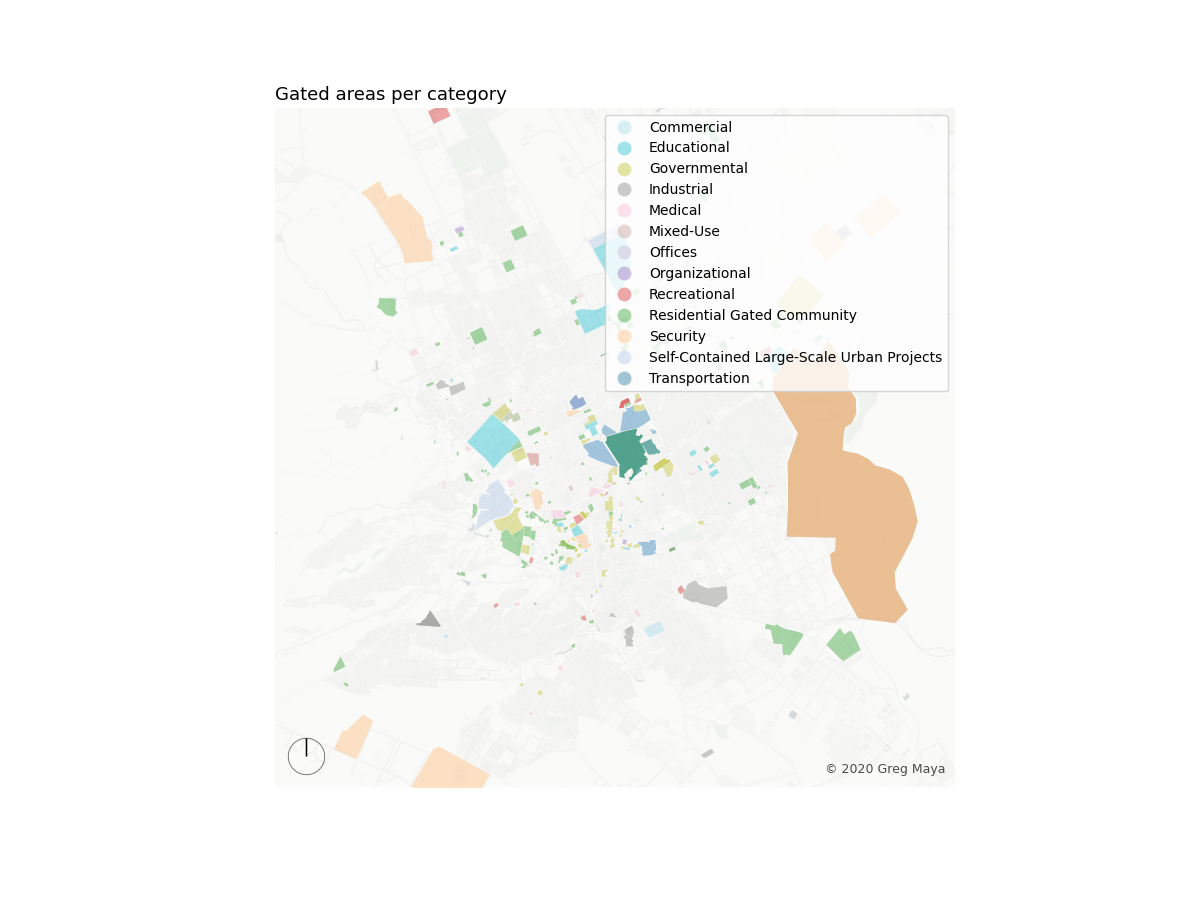 Gated areas per category
Commercial
Educational
Governmental
Industrial
Medical
Mixed-Use
Offices
Organizational
Recreational
Residential Gated Community
Security
Self-Contained Large-Scale Urban Projects
Transportation
© 2020 Greg Maya